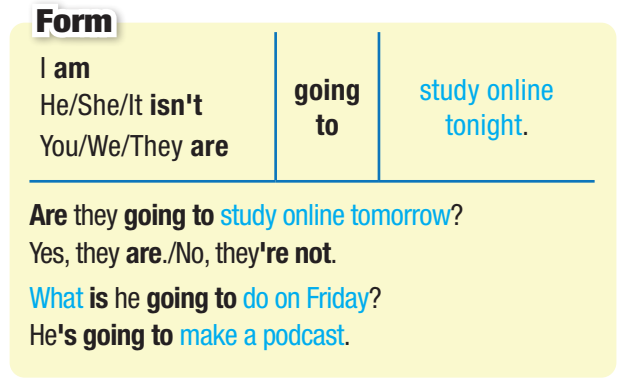 Form
I am
He/She/It isn't
You/We/They are
going
to
study online
tonight.
Are they going to study online tomorrow?
Yes, they are./No, they're not.
What is he going to do on Friday?
He's going to make a podcast.